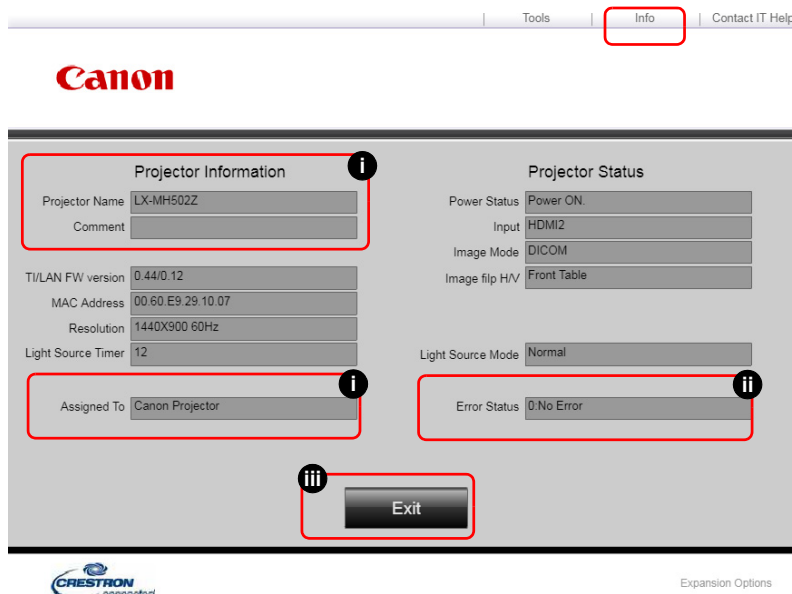 Tools | Info | Contact IT Help
Canon
Projector Information
i
Projector Name LX-MH502Z
Comment
TI/LAN FW version 0.44/0.12
MAC Address 00.60.E9.29.10.07
Resolution 1440X900 60Hz
Light Source Timer 12
i
Assigned To Canon Projector
Projector Status
Power Status Power ON.
Input HDMI2
Image Mode DICOM
Image filp H/V Front Table
Light Source Mode Normal
ii
Error Status 0:No Error
iii
Exit
CRESTRON
connected
Expansion Options